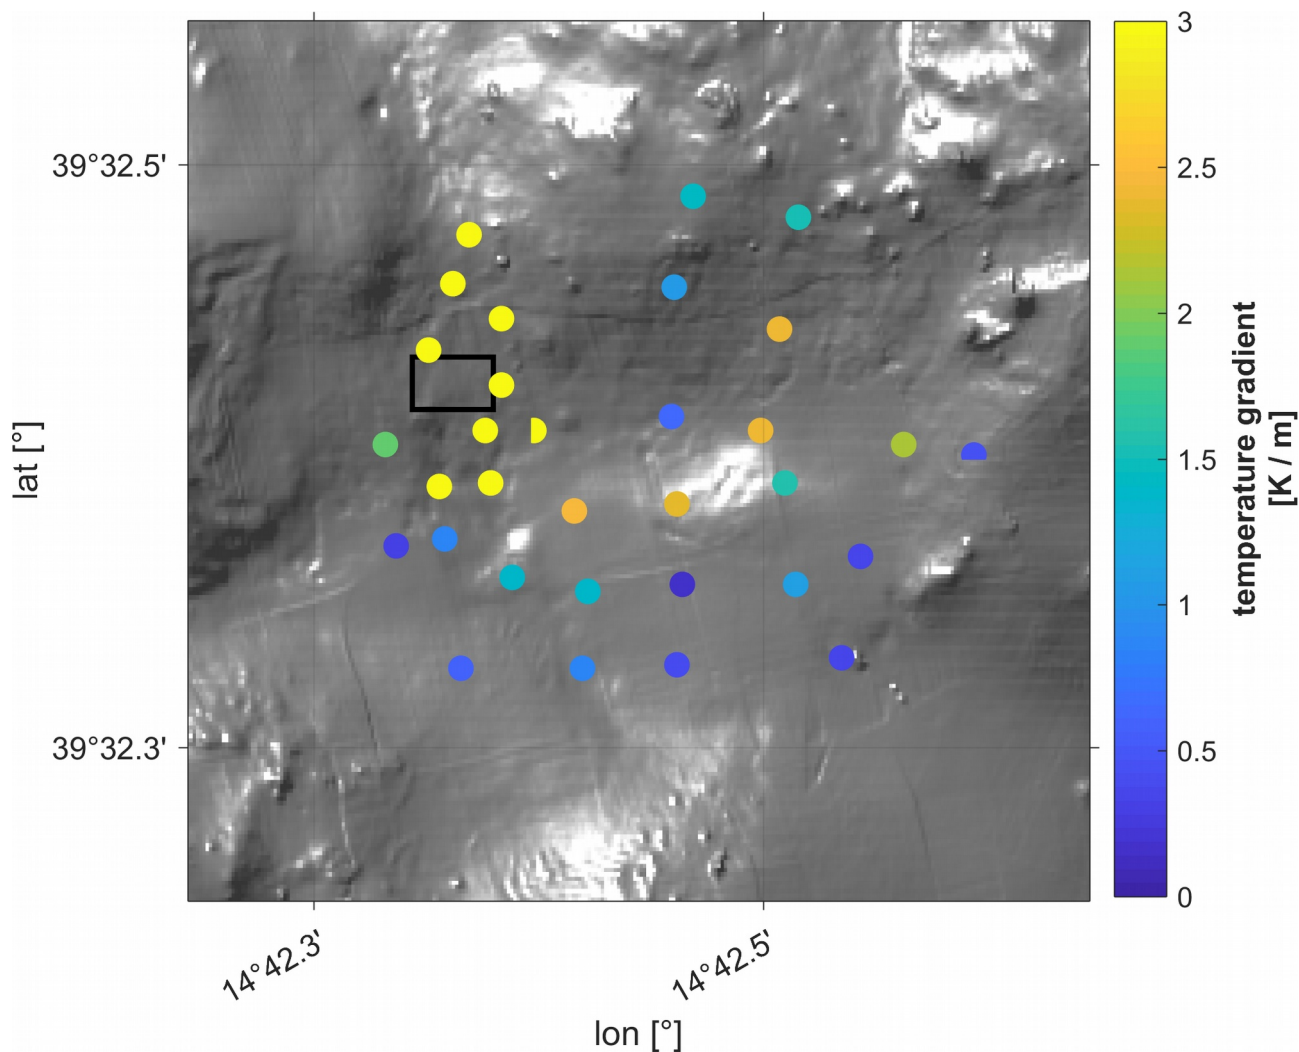 39°32.5'
39°32.3'
lat [°]
14°42.3'
14°42.5'
lon [°]
3
2.5
2
1.5
1
0.5
0
temperature gradient
[K / m]